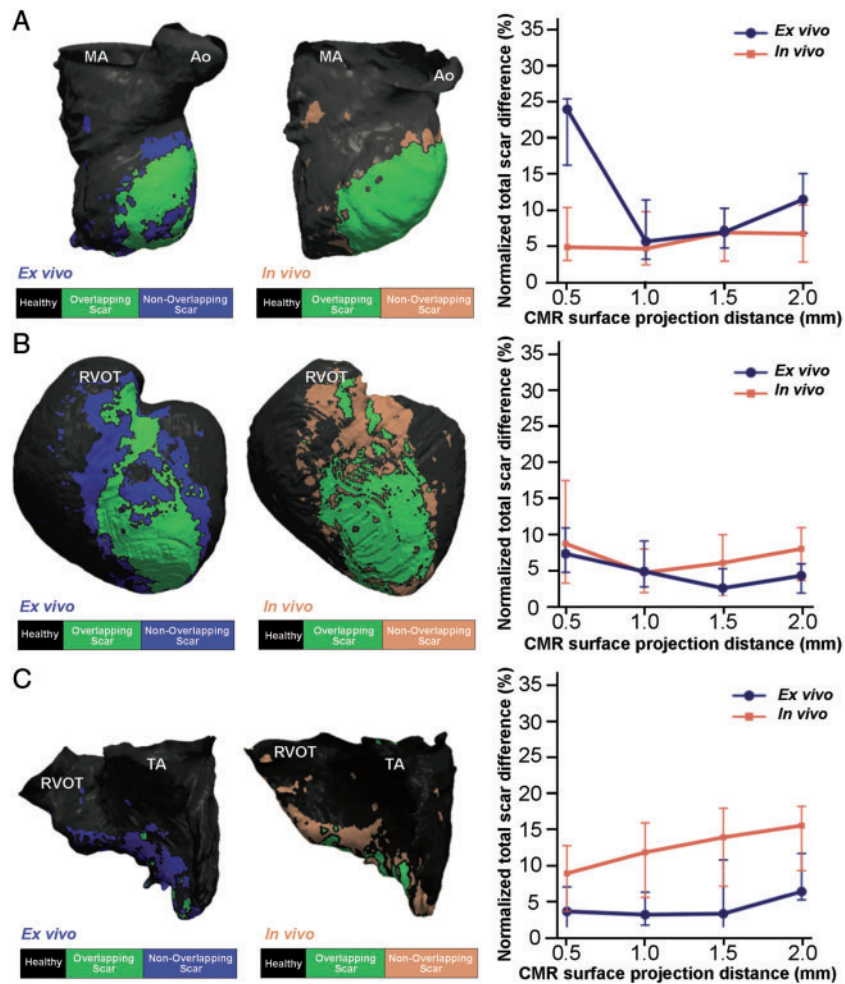 A
MA
Ao
MA
Ao
Ex vivo
Healthy
Overlapping
Scar
Non-Overlapping
Scar
In vivo
Healthy
Overlapping
Scar
Non-Overlapping
Scar
Normalized total scar difference (%)
35
30
25
20
15
10
5
0
Ex vivo
In vivo
0.5
1.0
1.5
2.0
CMR surface projection distance (mm)
B
RVOT
RVOT
Ex vivo
Healthy
Overlapping
Scar
Non-Overlapping
Scar
In vivo
Healthy
Overlapping
Scar
Non-Overlapping
Scar
Normalized total scar difference (%)
35
30
25
20
15
10
5
0
Ex vivo
In vivo
0.5
1.0
1.5
2.0
CMR surface projection distance (mm)
C
RVOT
TA
RVOT
TA
Ex vivo
Healthy
Overlapping
Scar
Non-Overlapping
Scar
In vivo
Healthy
Overlapping
Scar
Non-Overlapping
Scar
Normalized total scar difference (%)
35
30
25
20
15
10
5
0
Ex vivo
In vivo
0.5
1.0
1.5
2.0
CMR surface projection distance (mm)